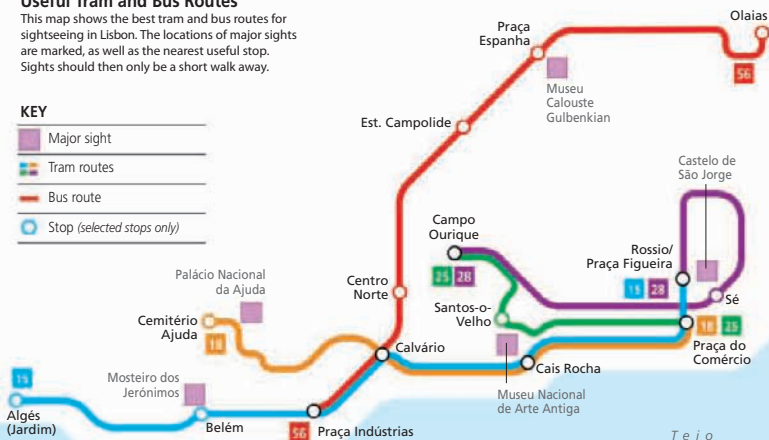 Useful Tram and Bus Routes
This map shows the best tram and bus routes for
sightseeing in Lisbon. The locations of major sights
are marked, as well as the nearest useful stop.
Sights should then only be a short walk away.
KEY
Major sight
Tram routes
Bus route
Stop (selected stops only)
Olaias
56
Praça
Espanha
Museu
Calouste
Gulbenkian
Est. Campolide
Castelo de
São Jorge
Campo
Ourique
25 28
Rossio/
Praça Figueira
15 28
Sé
Palácio Nacional
da Ajuda
Centro
Norte
Santos-o-
Velho
Cemitério
Ajuda
18
18 25
Praça do
Comércio
Calvário
Cais Rocha
Museu Nacional
de Arte Antiga
Mosteiro dos
Jerónimos
15
Algés
(Jardim)
Belém
56 Praça Indústrias
Tejo